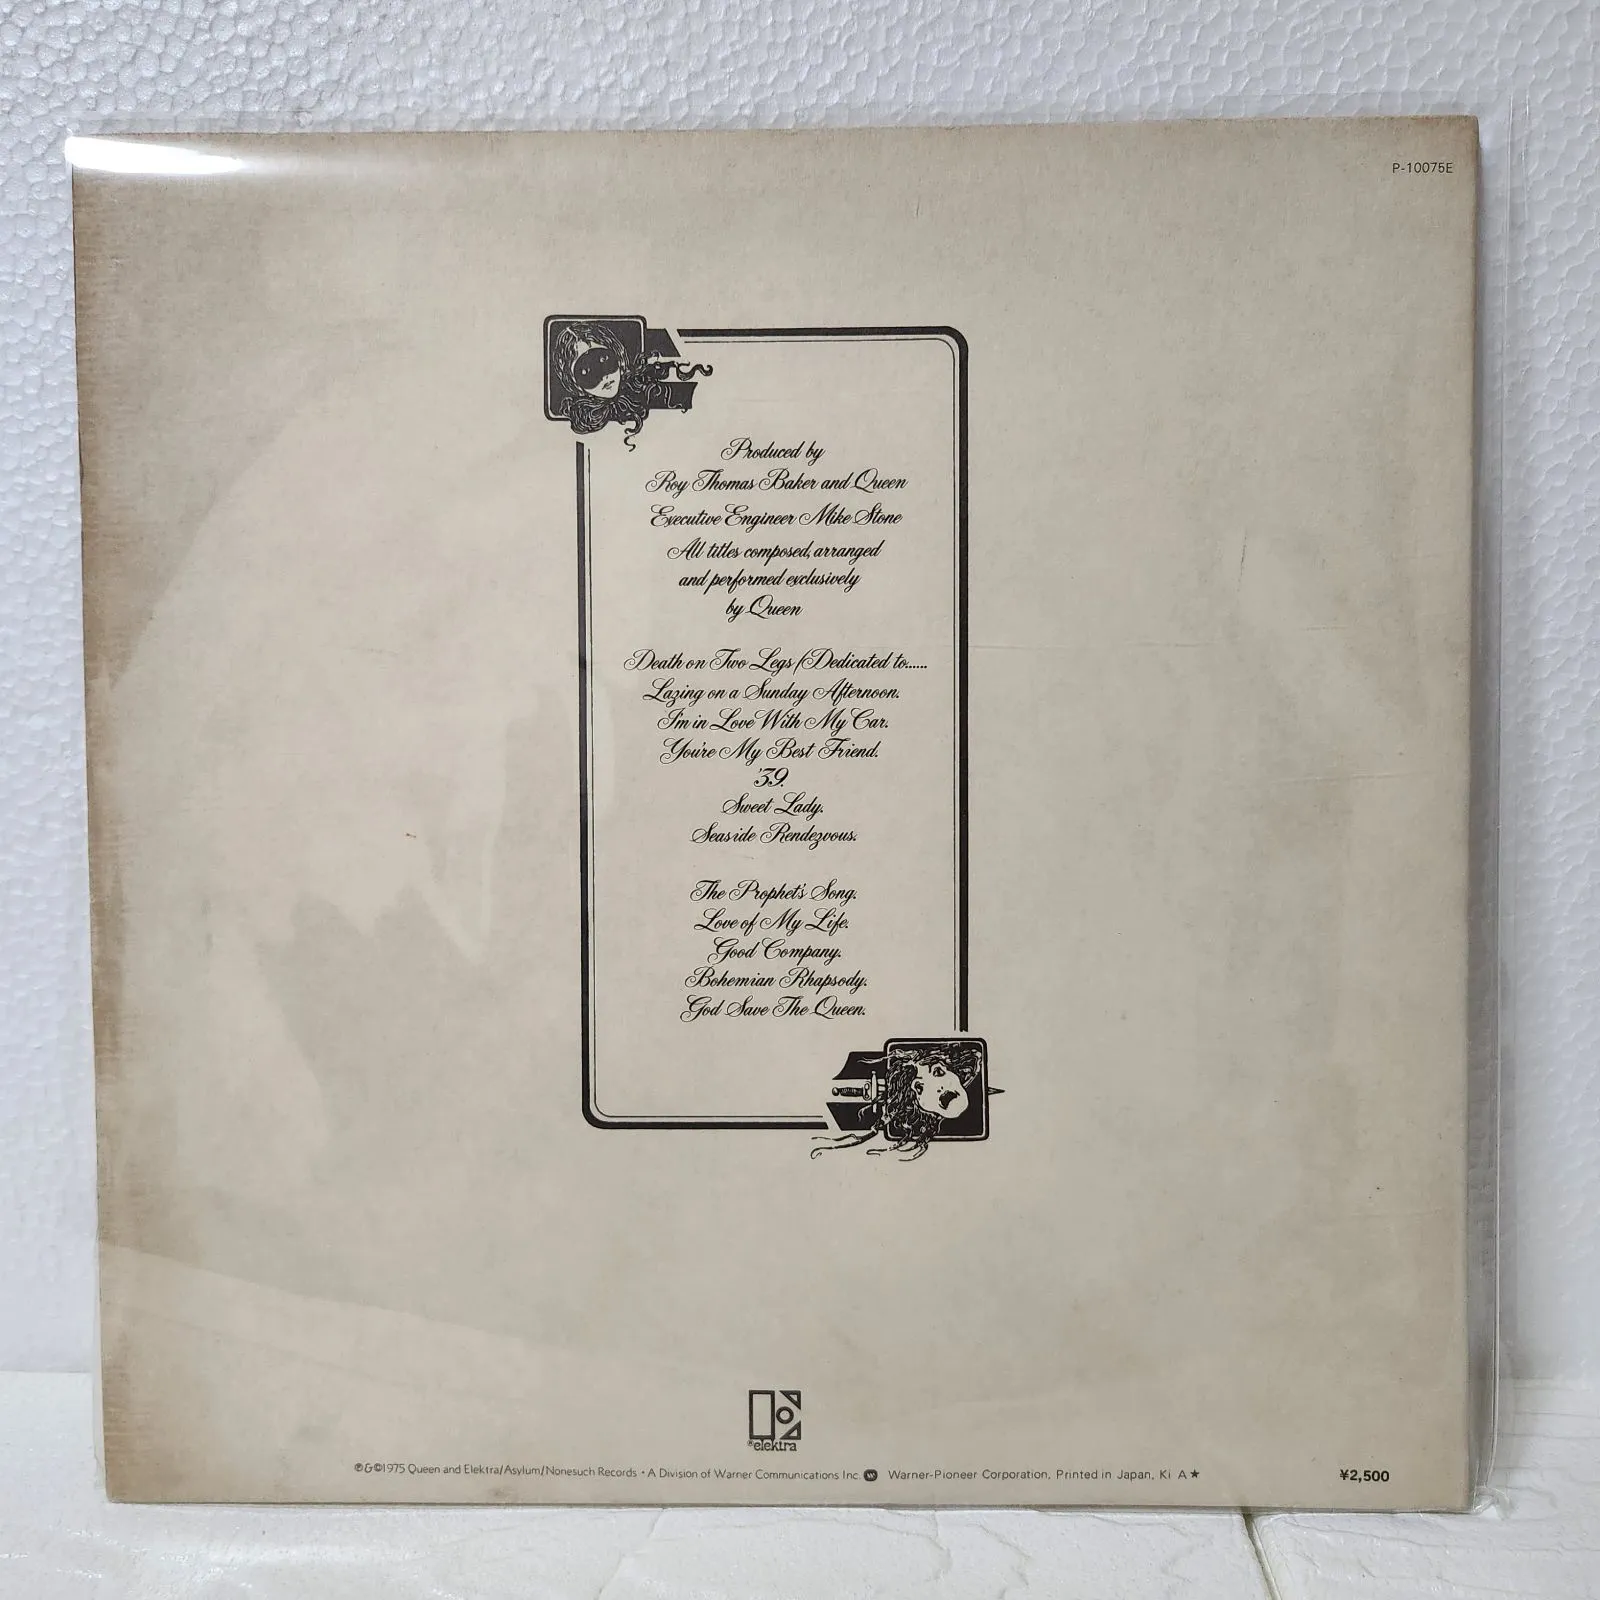 P-10075E
Produced by
Roy Thomas Baker and Queen
Executive Engineer Mike Stone
All titles composed, arranged
and performed exclusively
by Queen
Death on Two Legs (Dedicated to......
Lazing on a Sunday Afternoon.
I'm in Love With My Car.
You're My Best Friend.
'39.
Sweet Lady.
Seaside Rendezvous.
The Prophet's Song.
Love of My Life.
Good Company.
Bohemian Rhapsody.
God Save The Queen.
®elektra
℗&©1975 Queen and Elektra/Asylum/Nonesuch Records • A Division of Warner Communications Inc. Warner-Pioneer Corporation, Printed in Japan, Ki A★ ¥2,500